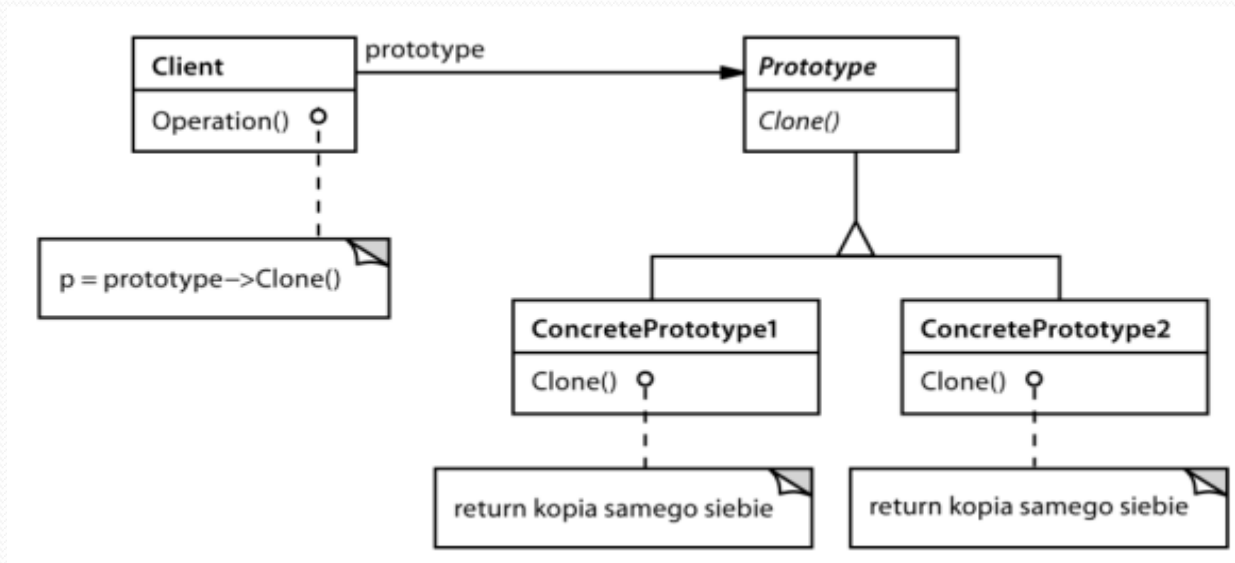 Client
Operation()
prototype
Prototype
Clone()
p = prototype–>Clone()
ConcretePrototype1
Clone()
ConcretePrototype2
Clone()
return kopia samego siebie
return kopia samego siebie